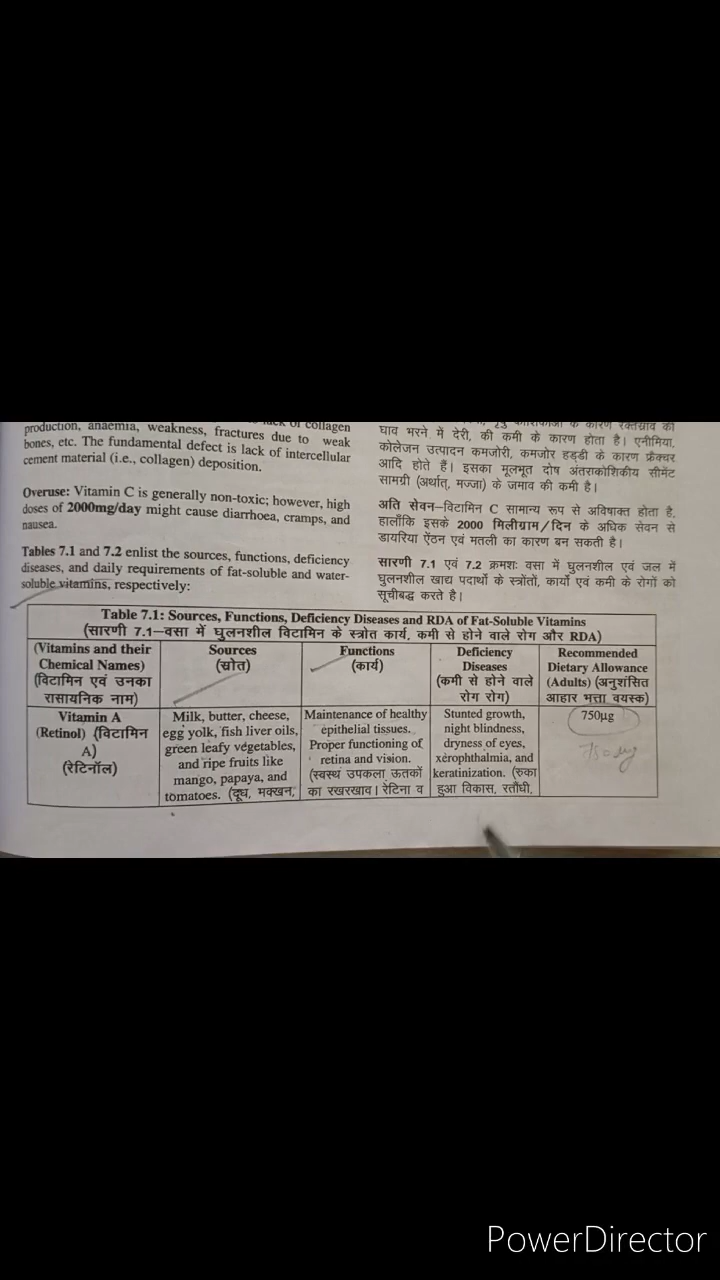 production, anaemia, weakness, fractures due to weak
bones, etc. The fundamental defect is lack of intercellular
cement material (i.e., collagen) deposition.
Overuse: Vitamin C is generally non-toxic; however, high
doses of 2000mg/day might cause diarrhoea, cramps, and
nausea.
Tables 7.1 and 7.2 enlist the sources, functions, deficiency
diseases, and daily requirements of fat-soluble and water-
soluble vitamins, respectively:
के कारण रक्तस्राव की
घाव भरने में देरी, की कमी के कारण होता है। एनीमिया,
कोलेजन उत्पादन कमजोरी, कमजोर हड्डी के कारण फ्रैक्चर
आदि होते हैं। इसका मूलभूत दोष अंतराकोशिकीय सीमेंट
सामग्री (अर्थात्, मज्जा) के जमाव की कमी है।
अति सेवन–विटामिन C सामान्य रूप से अविषाक्त होता है,
हालाँकि इसके 2000 मिलीग्राम/दिन के अधिक सेवन से
डायरिया ऐंठन एवं मतली का कारण बन सकती है।
सारणी 7.1 एवं 7.2 क्रमशः वसा में घुलनशील एवं जल में
घुलनशील खाद्य पदार्थो के स्त्रोंतों, कार्यो एवं कमी के रोगों को
सूचीबद्ध करते है।
Table 7.1: Sources, Functions, Deficiency Diseases and RDA of Fat-Soluble Vitamins
(सारणी 7.1–वसा में घुलनशील विटामिन के स्त्रोत कार्य, कमी से होने वाले रोग और RDA)
(Vitamins and their
Chemical Names)
(विटामिन एवं उनका
रासायनिक नाम)
Sources
(स्रोत)
Functions
(कार्य)
Deficiency
Diseases
(कमी से होने वाले
रोग रोग)
Recommended
Dietary Allowance
(Adults) (अनुशंसित
आहार भत्ता वयस्क)
Vitamin A
(Retinol) (विटामिन
A)
(रेटिनॉल)
Milk, butter, cheese,
egg yolk, fish liver oils,
green leafy vegetables,
and ripe fruits like
mango, papaya, and
tomatoes. (दूध, मक्खन,
Maintenance of healthy
epithelial tissues.
Proper functioning of
retina and vision.
(स्वस्थ उपकला ऊतकों
का रखरखाव। रेटिना व
Stunted growth,
night blindness,
dryness of eyes,
xerophthalmia, and
keratinization. (रुका
हुआ विकास, रतौंधी,
750µg
750 µg
PowerDirector